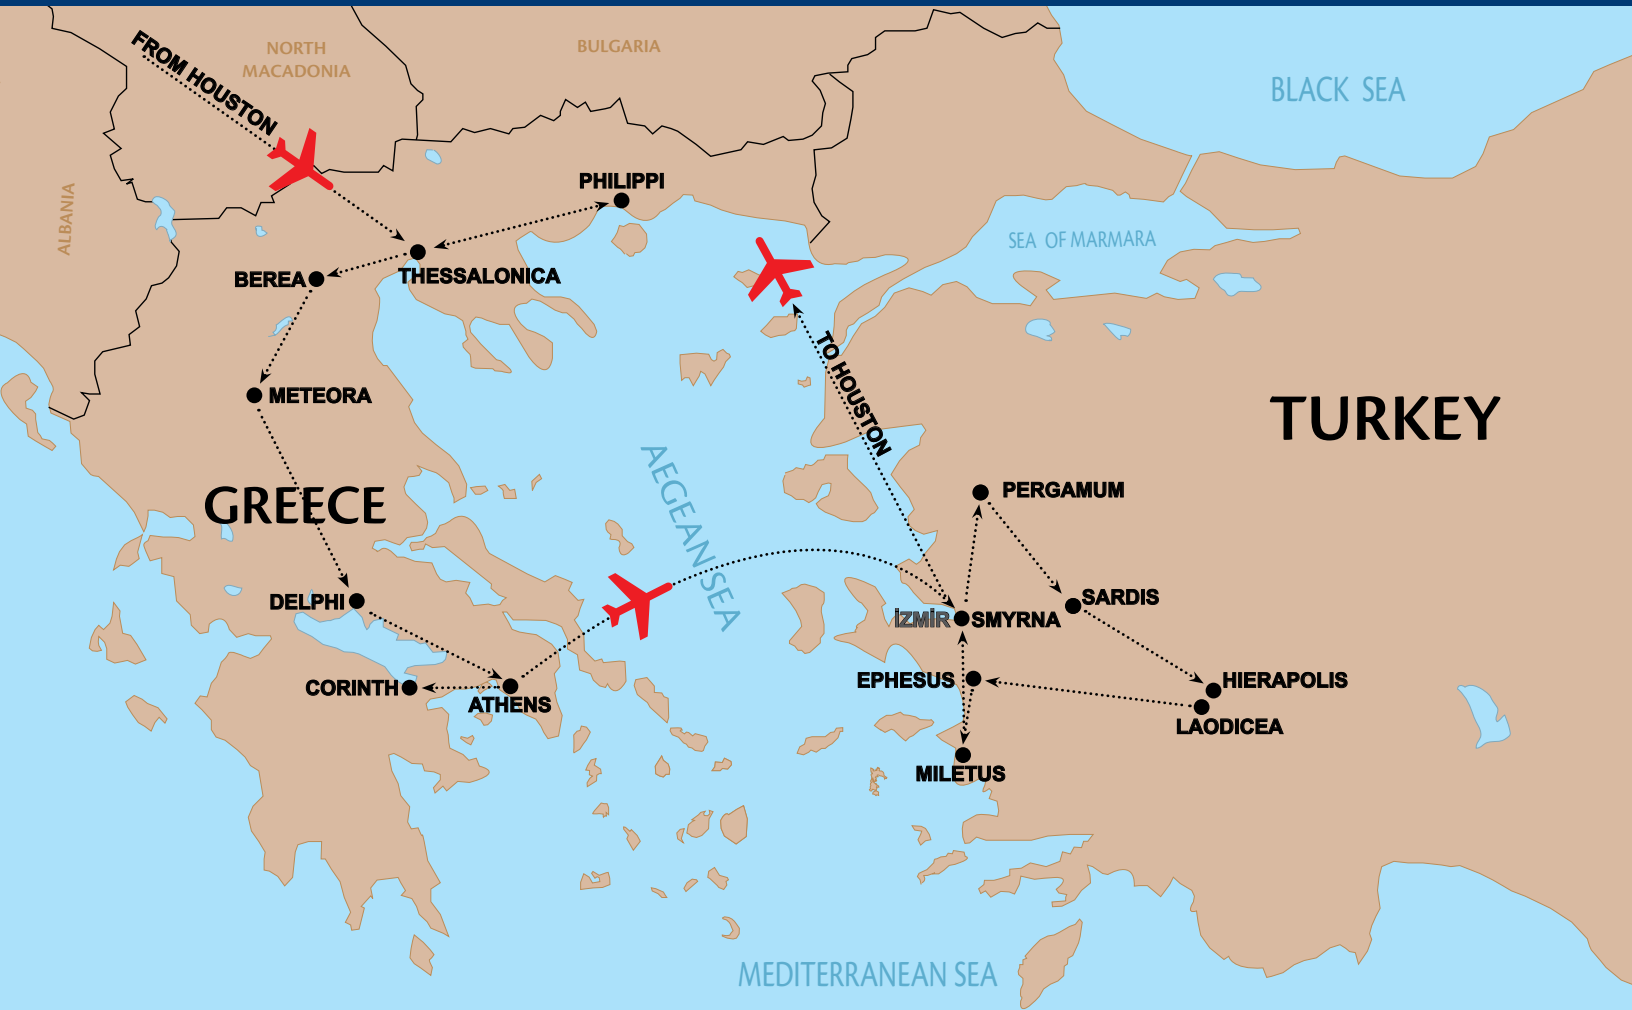 FROM HOUSTON
NORTH
MACADONIA
BULGARIA
BLACK SEA
ALBANIA
PHILIPPI
SEA OF MARMARA
BEREA
THESSALONICA
TO HOUSTON
METEORA
TURKEY
GREECE
AEGEAN SEA
PERGAMUM
DELPHI
SARDIS
İZMİR
SMYRNA
CORINTH
ATHENS
EPHESUS
HIERAPOLIS
LAODICEA
MILETUS
MEDITERRANEAN SEA